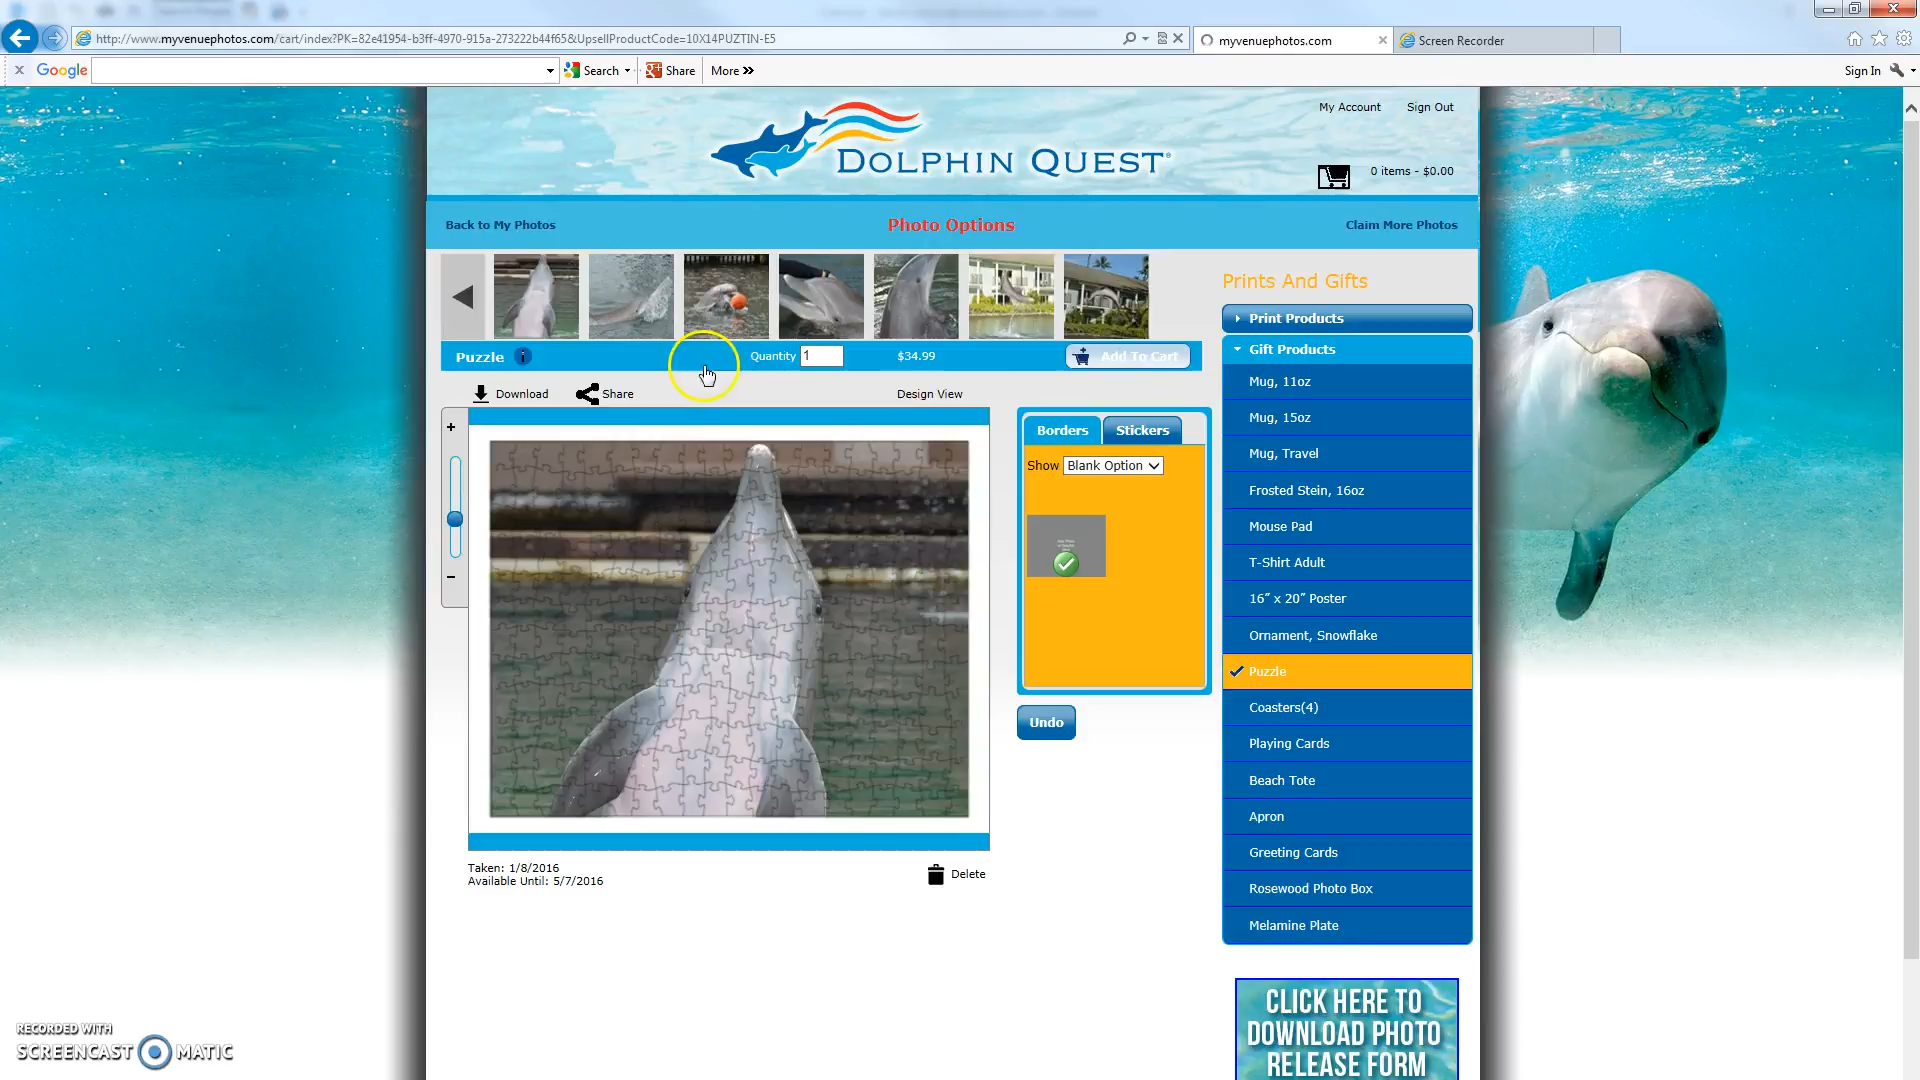 http://www.myvenuephotos.com/cart/index?PK=82e41954-b3ff-4970-915a-273222b44f65&UpsellProductCode=10X14PUZTIN-E5
myvenuephotos.com
Screen Recorder
x Google
Search
Share
More »
Sign In
My Account
Sign Out
DOLPHIN QUEST®
0 items - $0.00
Back to My Photos
Photo Options
Claim More Photos
Prints And Gifts
Print Products
Puzzle i
Quantity 1
$34.99
Add To Cart
Gift Products
Download
Share
Design View
Mug, 11oz
Mug, 15oz
Mug, Travel
Frosted Stein, 16oz
Mouse Pad
T-Shirt Adult
16” x 20” Poster
Ornament, Snowflake
Puzzle
Coasters(4)
Playing Cards
Beach Tote
Apron
Greeting Cards
Rosewood Photo Box
Melamine Plate
+
-
Borders
Stickers
Show Blank Option
Undo
Taken: 1/8/2016
Available Until: 5/7/2016
Delete
CLICK HERE TO
DOWNLOAD PHOTO
RELEASE FORM
RECORDED WITH
SCREENCAST MATIC